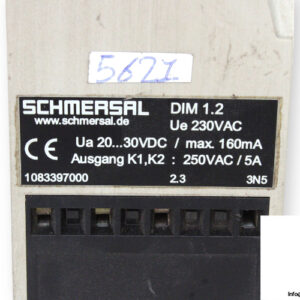 5621
SCHMERSAL DIM 1.2
www.schmersal.de Ue 230VAC
CE Ua 20...30VDC / max. 160mA
Ausgang K1,K2 : 250VAC / 5A
1083397000 2.3 3N5